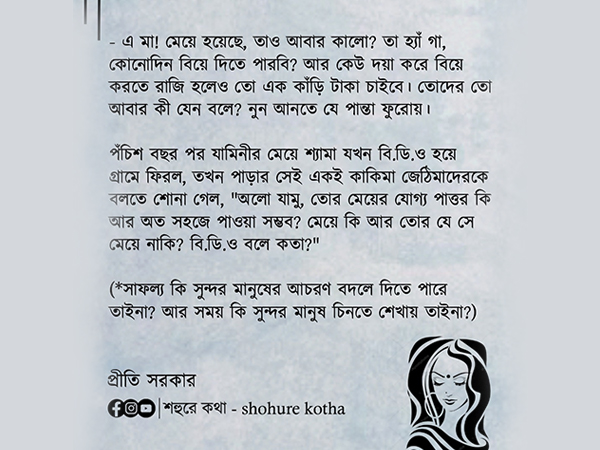 - এ মা! মেয়ে হয়েছে, তাও আবার কালো? তা হ্যাঁ গা,
কোনোদিন বিয়ে দিতে পারবি? আর কেউ দয়া করে বিয়ে
করতে রাজি হলেও তো এক কাঁড়ি টাকা চাইবে। তোদের তো
আবার কী যেন বলে? নুন আনতে যে পান্তা ফুরোয়।
পঁচিশ বছর পর যামিনীর মেয়ে শ্যামা যখন বি.ডি.ও হয়ে
গ্রামে ফিরল, তখন পাড়ার সেই একই কাকিমা জেঠিমাদেরকে
বলতে শোনা গেল, "অলো যামু, তোর মেয়ের যোগ্য পাত্তর কি
আর অত সহজে পাওয়া সম্ভব? মেয়ে কি আর তোর যে সে
মেয়ে নাকি? বি.ডি.ও বলে কতা?"
(*সাফল্য কি সুন্দর মানুষের আচরণ বদলে দিতে পারে
তাইনা? আর সময় কি সুন্দর মানুষ চিনতে শেখায় তাইনা?)
প্রীতি সরকার
শহুরে কথা - shohure kotha